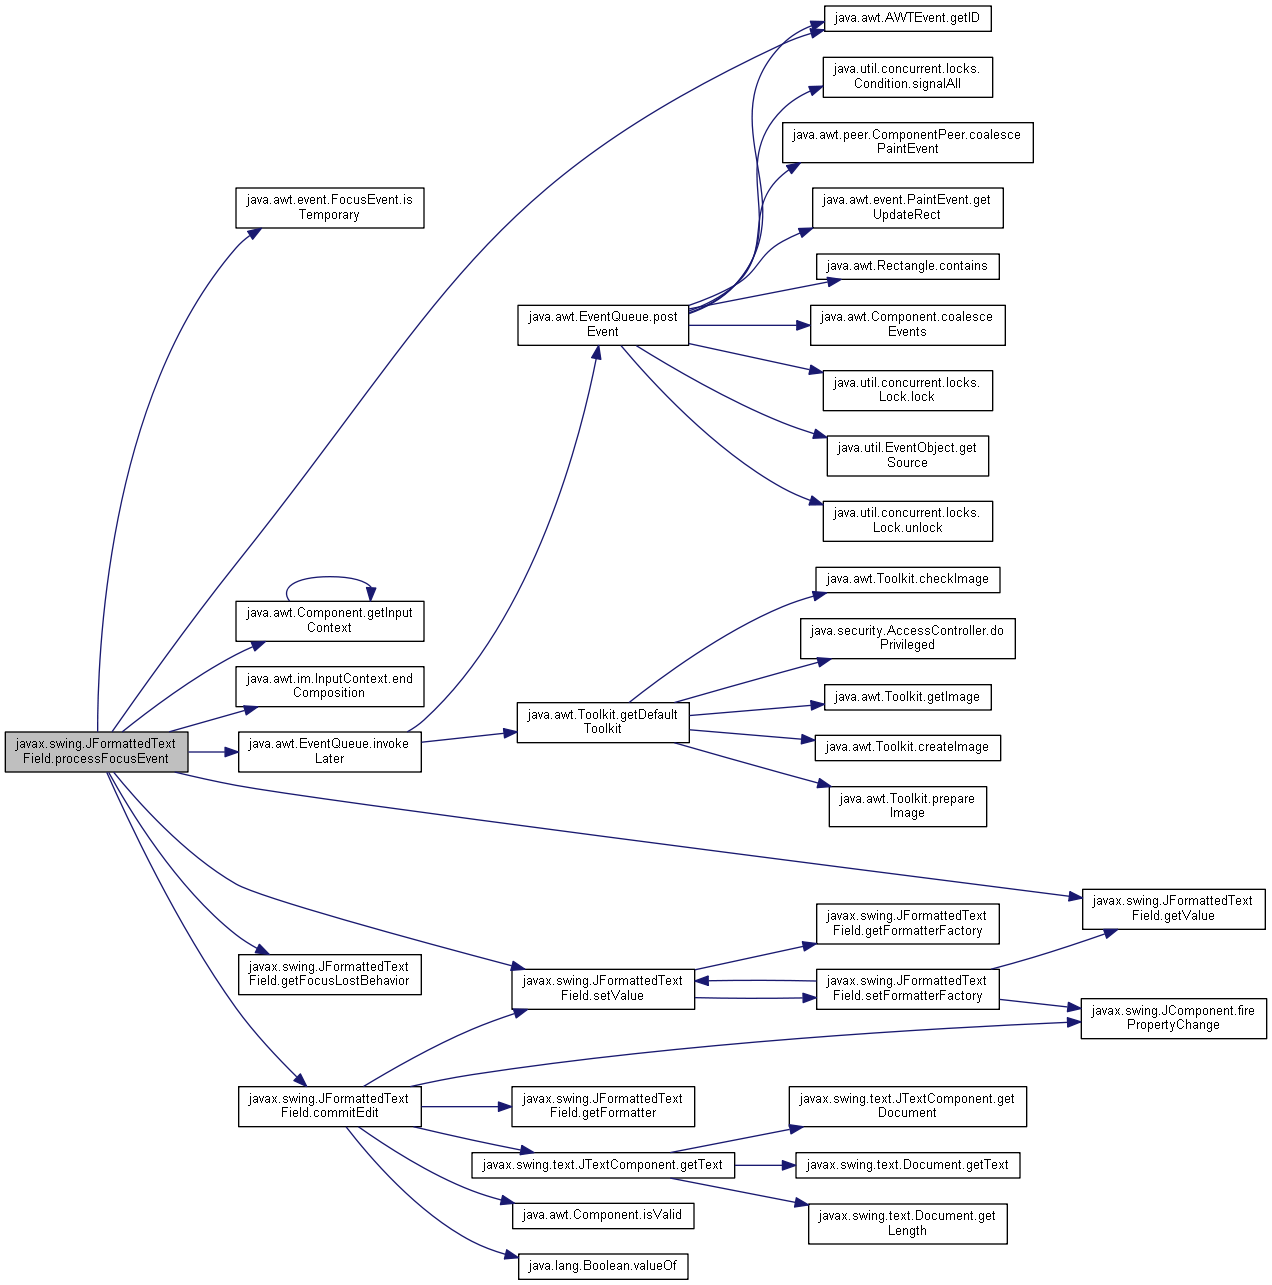 java.awt.AWTEvent.getID
java.util.concurrent.locks.
Condition.signalAll
java.awt.peer.ComponentPeer.coalesce
PaintEvent
java.awt.event.FocusEvent.is
Temporary
java.awt.event.PaintEvent.get
UpdateRect
java.awt.Rectangle.contains
java.awt.EventQueue.post
Event
java.awt.Component.coalesce
Events
java.util.concurrent.locks.
Lock.lock
java.util.EventObject.get
Source
java.util.concurrent.locks.
Lock.unlock
java.awt.Toolkit.checkImage
java.awt.Component.getInput
Context
java.security.AccessController.do
Privileged
java.awt.im.InputContext.end
Composition
java.awt.Toolkit.getImage
java.awt.Toolkit.getDefault
Toolkit
javax.swing.JFormattedText
Field.processFocusEvent
java.awt.EventQueue.invoke
Later
java.awt.Toolkit.createImage
java.awt.Toolkit.prepare
Image
javax.swing.JFormattedText
Field.getValue
javax.swing.JFormattedText
Field.getFormatterFactory
javax.swing.JFormattedText
Field.getFocusLostBehavior
javax.swing.JFormattedText
Field.setValue
javax.swing.JFormattedText
Field.setFormatterFactory
javax.swing.JComponent.fire
PropertyChange
javax.swing.JFormattedText
Field.commitEdit
javax.swing.JFormattedText
Field.getFormatter
javax.swing.text.JTextComponent.get
Document
javax.swing.text.JTextComponent.getText
javax.swing.text.Document.getText
java.awt.Component.isValid
javax.swing.text.Document.get
Length
java.lang.Boolean.valueOf